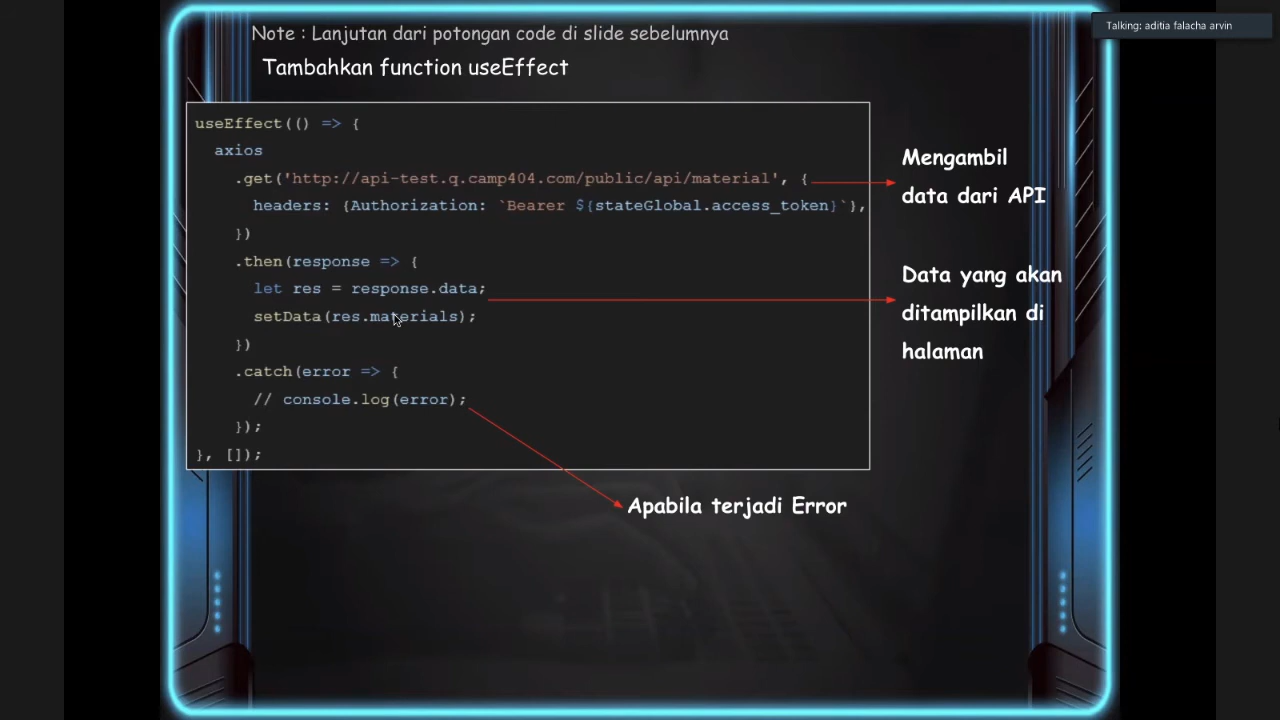 Talking: aditia falacha arvin
Note : Lanjutan dari potongan code di slide sebelumnya
Tambahkan function useEffect
useEffect(() => {
  axios
    .get('http://api-test.q.camp404.com/public/api/material', {
      headers: {Authorization: `Bearer ${stateGlobal.access_token}`},
    })
    .then(response => {
      let res = response.data;
      setData(res.materials);
    })
    .catch(error => {
      // console.log(error);
    });
}, []);
Mengambil
data dari API
Data yang akan
ditampilkan di
halaman
Apabila terjadi Error